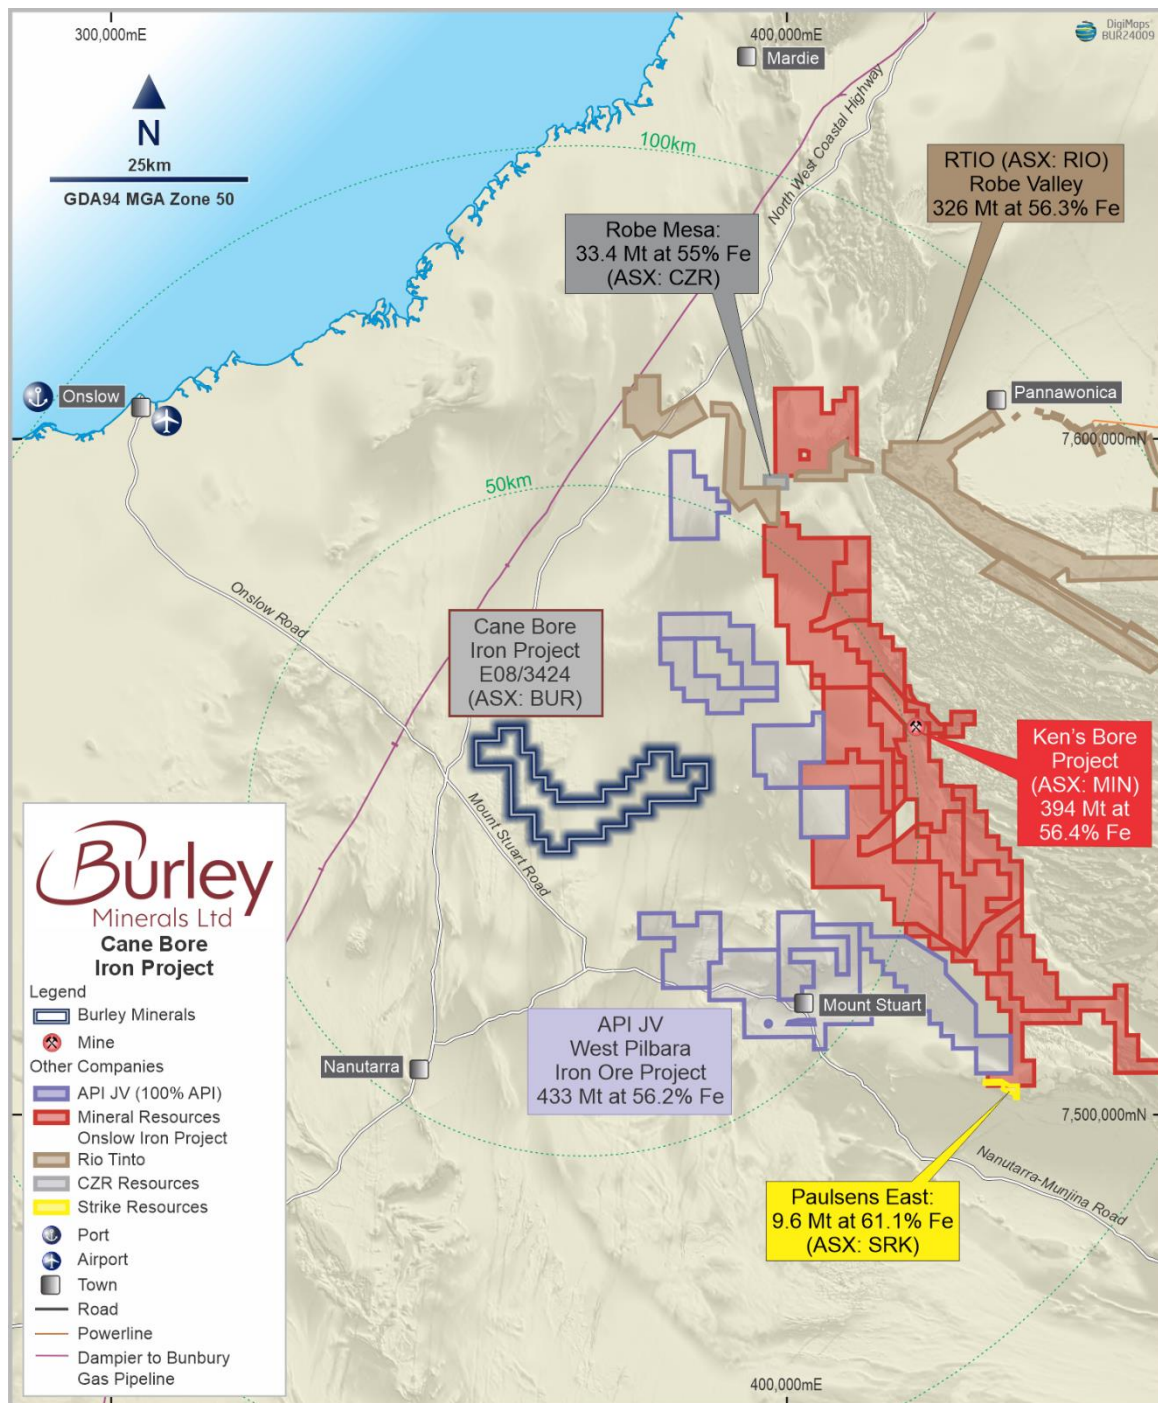 300,000mE
400,000mE
DigiMaps
BUR24009
Mardie
N
25km
GDA94 MGA Zone 50
100km
North West Coastal Highway
RTIO (ASX: RIO)
Robe Valley
326 Mt at 56.3% Fe
Robe Mesa:
33.4 Mt at 55% Fe
(ASX: CZR)
Onslow
Pannawonica
7,600,000mN
50km
Onslow Road
Cane Bore
Iron Project
E08/3424
(ASX: BUR)
Ken's Bore
Project
(ASX: MIN)
394 Mt at
56.4% Fe
Mount Stuart Road
Mount Stuart
API JV
West Pilbara
Iron Ore Project
433 Mt at 56.2% Fe
Nanutarra
7,500,000mN
Nanutarra-Munjina Road
Paulsens East:
9.6 Mt at 61.1% Fe
(ASX: SRK)
400,000mE
Burley
Minerals Ltd
Cane Bore
Iron Project
Legend
Burley Minerals
Mine
Other Companies
API JV (100% API)
Mineral Resources
Onslow Iron Project
Rio Tinto
CZR Resources
Strike Resources
Port
Airport
Town
Road
Powerline
Dampier to Bunbury
Gas Pipeline